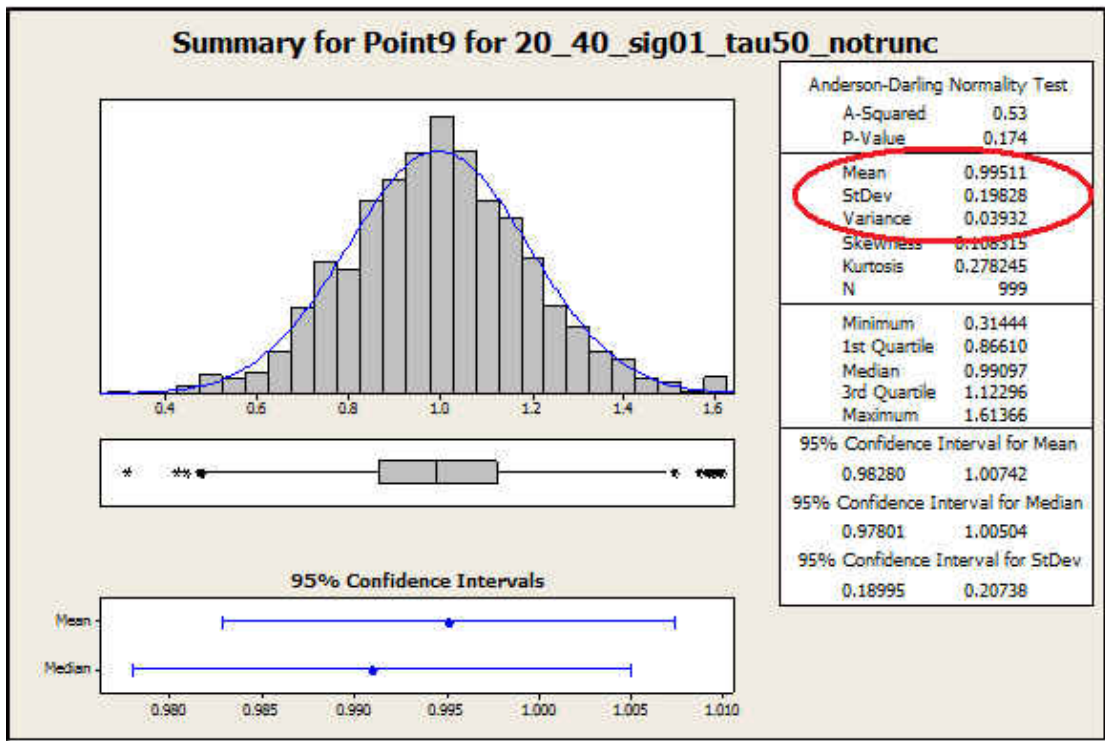 Summary for Point9 for 20_40_sig01_tau50_notrunc
Anderson-Darling Normality Test
A-Squared 0.53
P-Value 0.174
Mean 0.99511
StDev 0.19828
Variance 0.03932
Skewness 0.108315
Kurtosis 0.278245
N 999
Minimum 0.31444
1st Quartile 0.86610
Median 0.99097
3rd Quartile 1.12296
Maximum 1.61366
95% Confidence Interval for Mean
0.98280 1.00742
95% Confidence Interval for Median
0.97801 1.00504
95% Confidence Interval for StDev
0.18995 0.20738
0.4 0.6 0.8 1.0 1.2 1.4 1.6
95% Confidence Intervals
Mean
Median
0.980 0.985 0.990 0.995 1.000 1.005 1.010